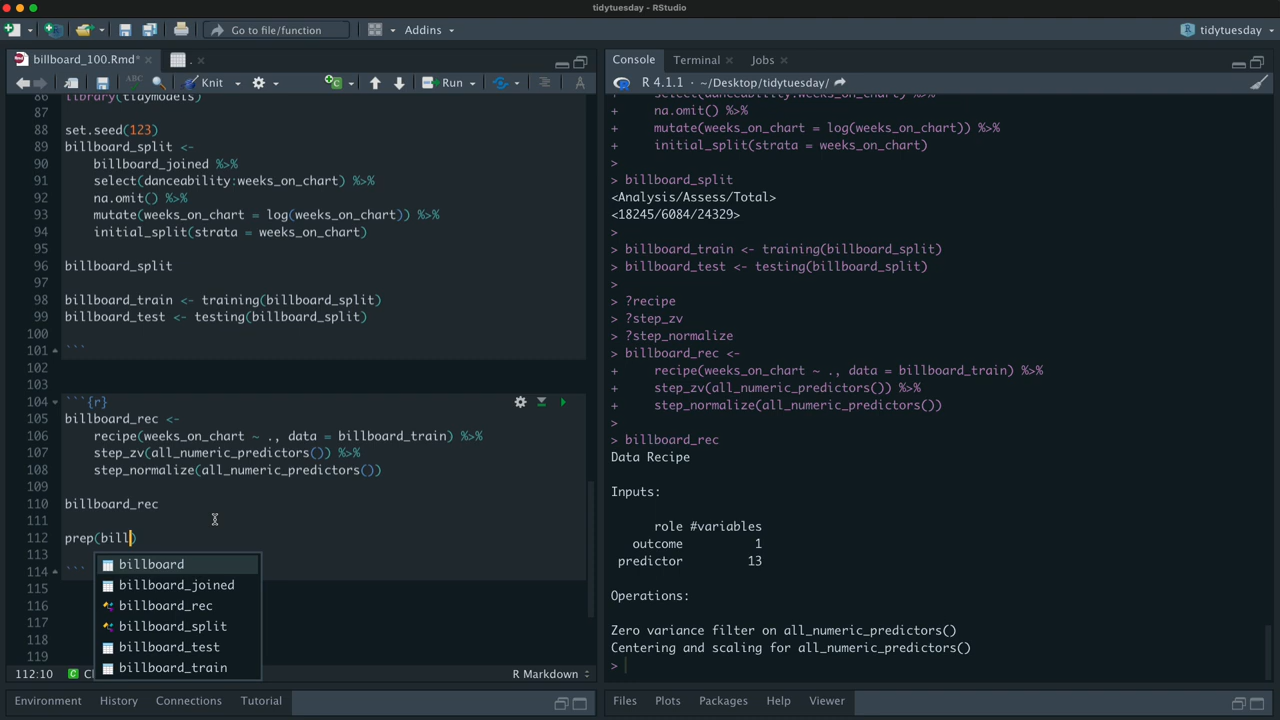 tidytuesday - RStudio
Go to file/function
Addins
tidytuesday
billboard_100.Rmd*
.
ABC
Knit
Run
86 library(tidymodels)
87
88 set.seed(123)
89 billboard_split <-
90 billboard_joined %>%
91 select(danceability:weeks_on_chart) %>%
92 na.omit() %>%
93 mutate(weeks_on_chart = log(weeks_on_chart)) %>%
94 initial_split(strata = weeks_on_chart)
95
96 billboard_split
97
98 billboard_train <- training(billboard_split)
99 billboard_test <- testing(billboard_split)
100
101 ```
102
103
104 ```{r}
105 billboard_rec <-
106 recipe(weeks_on_chart ~ ., data = billboard_train) %>%
107 step_zv(all_numeric_predictors()) %>%
108 step_normalize(all_numeric_predictors())
109
110 billboard_rec
111
112 prep(bill)
113
114 ```
115
116
117
118
119
billboard
billboard_joined
billboard_rec
billboard_split
billboard_test
billboard_train
112:10
R Markdown
Environment History Connections Tutorial
Console Terminal Jobs
R 4.1.1 · ~/Desktop/tidytuesday/
+ select(danceability:weeks_on_chart) %>%
+ na.omit() %>%
+ mutate(weeks_on_chart = log(weeks_on_chart)) %>%
+ initial_split(strata = weeks_on_chart)
>
> billboard_split
<Analysis/Assess/Total>
<18245/6084/24329>
>
> billboard_train <- training(billboard_split)
> billboard_test <- testing(billboard_split)
>
> ?recipe
> ?step_zv
> ?step_normalize
> billboard_rec <-
+ recipe(weeks_on_chart ~ ., data = billboard_train) %>%
+ step_zv(all_numeric_predictors()) %>%
+ step_normalize(all_numeric_predictors())
>
> billboard_rec
Data Recipe
Inputs:
role #variables
outcome 1
predictor 13
Operations:
Zero variance filter on all_numeric_predictors()
Centering and scaling for all_numeric_predictors()
>
Files Plots Packages Help Viewer